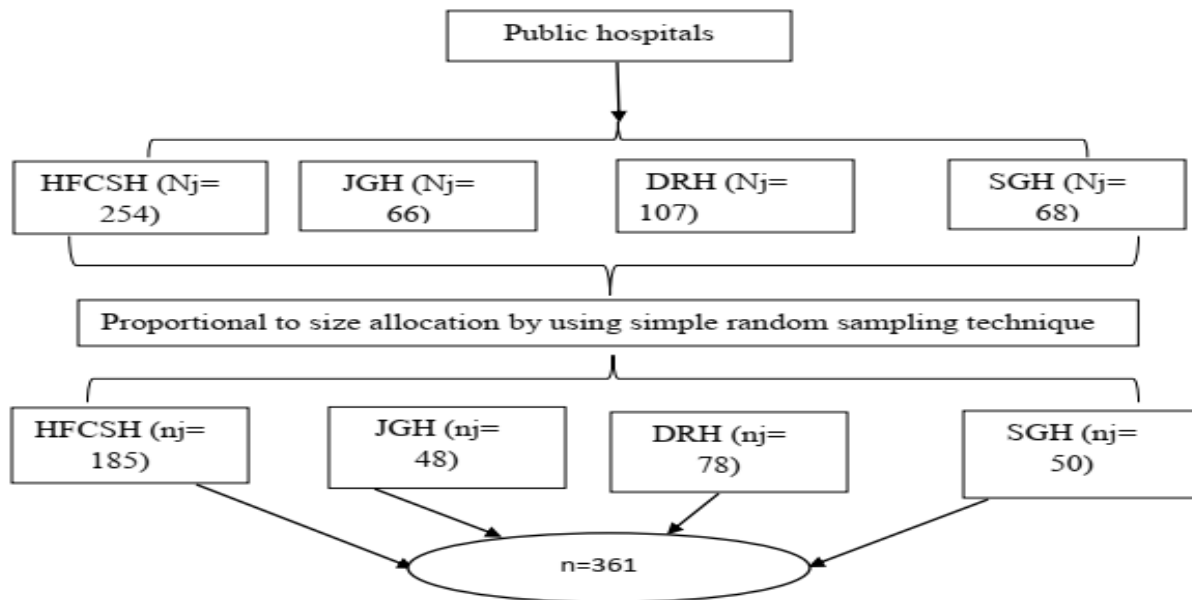 Public hospitals
HFCSH (Nj=
254)
JGH (Nj=
66)
DRH (Nj=
107)
SGH (Nj=
68)
Proportional to size allocation by using simple random sampling technique
HFCSH (nj=
185)
JGH (nj=
48)
DRH (nj=
78)
SGH (nj=
50)
n=361